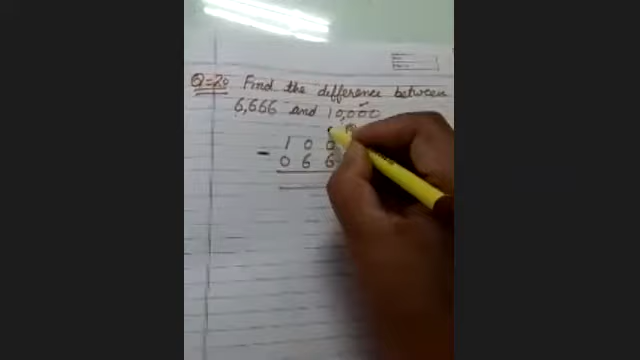 Q=20 Find the difference between
6,666 and 10,000
1 0 0
- 0 6 6